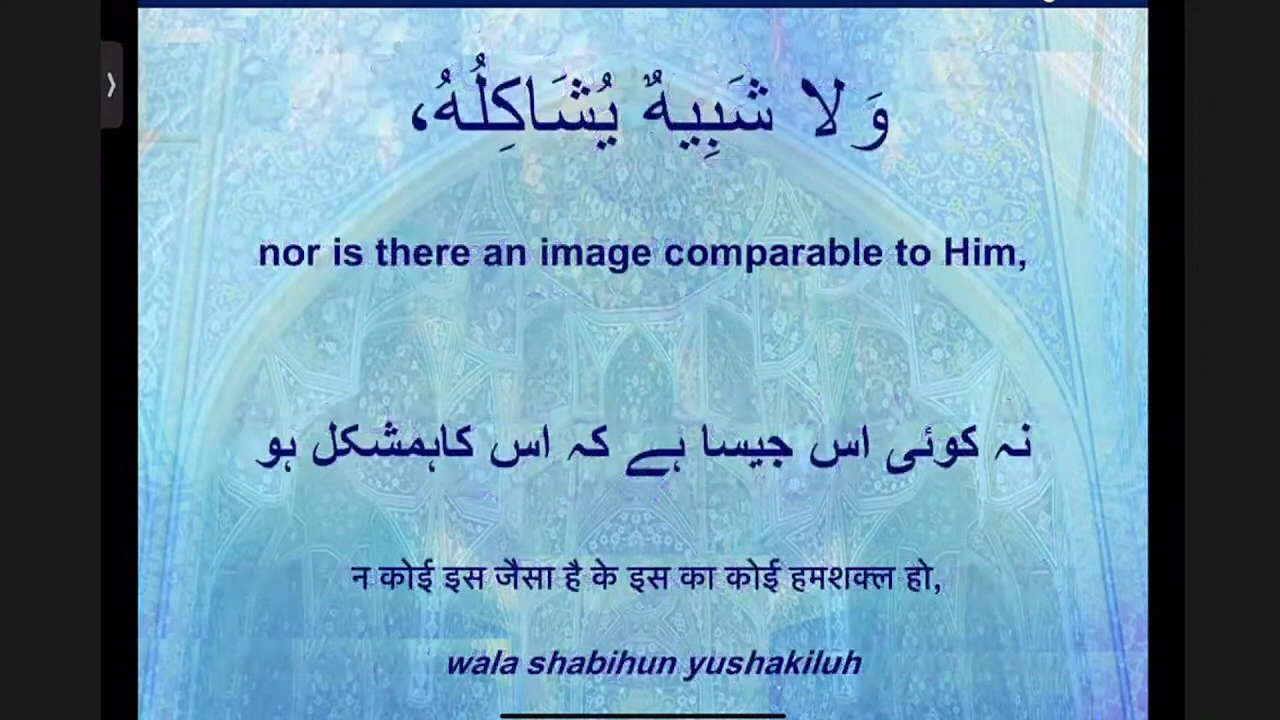 وَلا شَبِيهٌ يُشَاكِلُهُ،
nor is there an image comparable to Him,
نہ کوئی اس جیسا ہے کہ اس کاہمشکل ہو
न कोई इस जैसा है के इस का कोई हमशक्ल हो,
wala shabihun yushakiluh